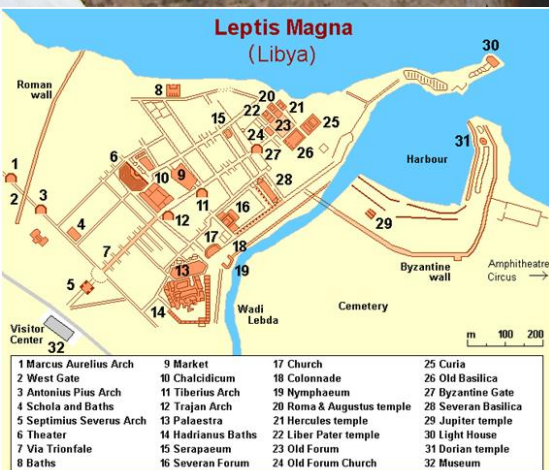 Leptis Magna
(Libya)
30
Roman
wall
8
20
21
22
15
23
25
24
27
26
31
Harbour
6
10
9
1
2
3
11
28
12
16
4
29
7
17
18
Byzantine
wall
Amphitheatre
Circus
13
19
5
14
Wadi
Lebda
Cemetery
Visitor
Center
32
m 100 200
1 Marcus Aurelius Arch
2 West Gate
3 Antonius Pius Arch
4 Schola and Baths
5 Septimius Severus Arch
6 Theater
7 Via Trionfale
8 Baths
9 Market
10 Chalcidicum
11 Tiberius Arch
12 Trajan Arch
13 Palaestra
14 Hadrianus Baths
15 Serapaeum
16 Severan Forum
17 Church
18 Colonnade
19 Nymphaeum
20 Roma & Augustus temple
21 Hercules temple
22 Liber Pater temple
23 Old Forum
24 Old Forum Church
25 Curia
26 Old Basilica
27 Byzantine Gate
28 Severan Basilica
29 Jupiter temple
30 Light House
31 Dorian temple
32 Museum